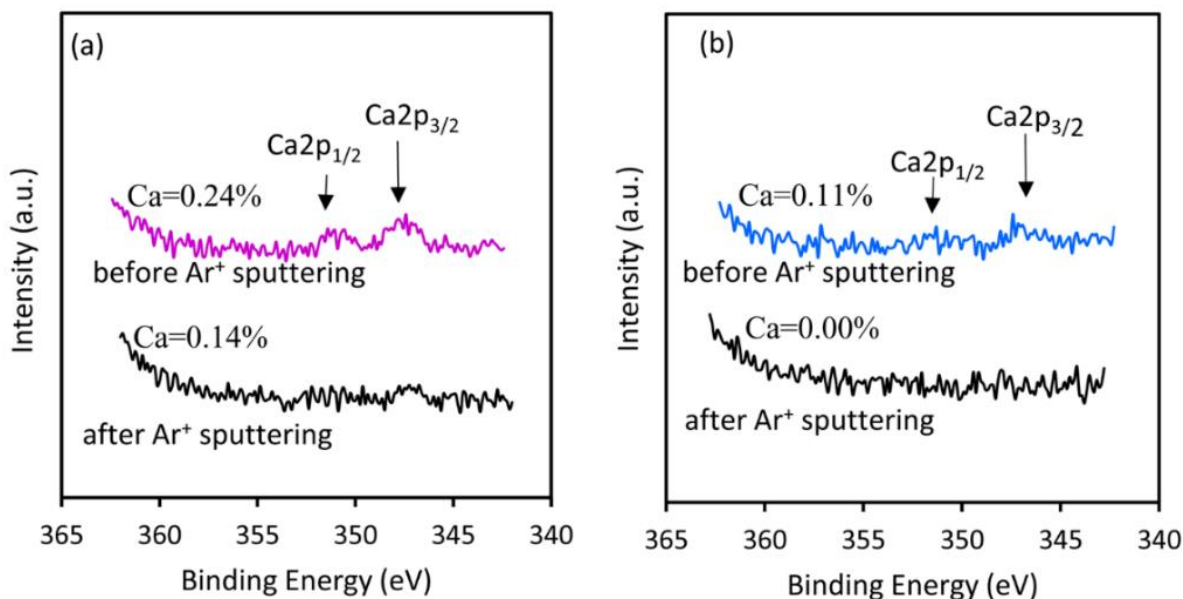 (a)
Ca2p3/2
Ca2p1/2
Ca=0.24%
before Ar⁺ sputtering
Ca=0.14%
after Ar⁺ sputtering
Intensity (a.u.)
365 360 355 350 345 340
Binding Energy (eV)
(b)
Ca2p3/2
Ca2p1/2
Ca=0.11%
before Ar⁺ sputtering
Ca=0.00%
after Ar⁺ sputtering
Intensity (a.u.)
365 360 355 350 345 340
Binding Energy (eV)